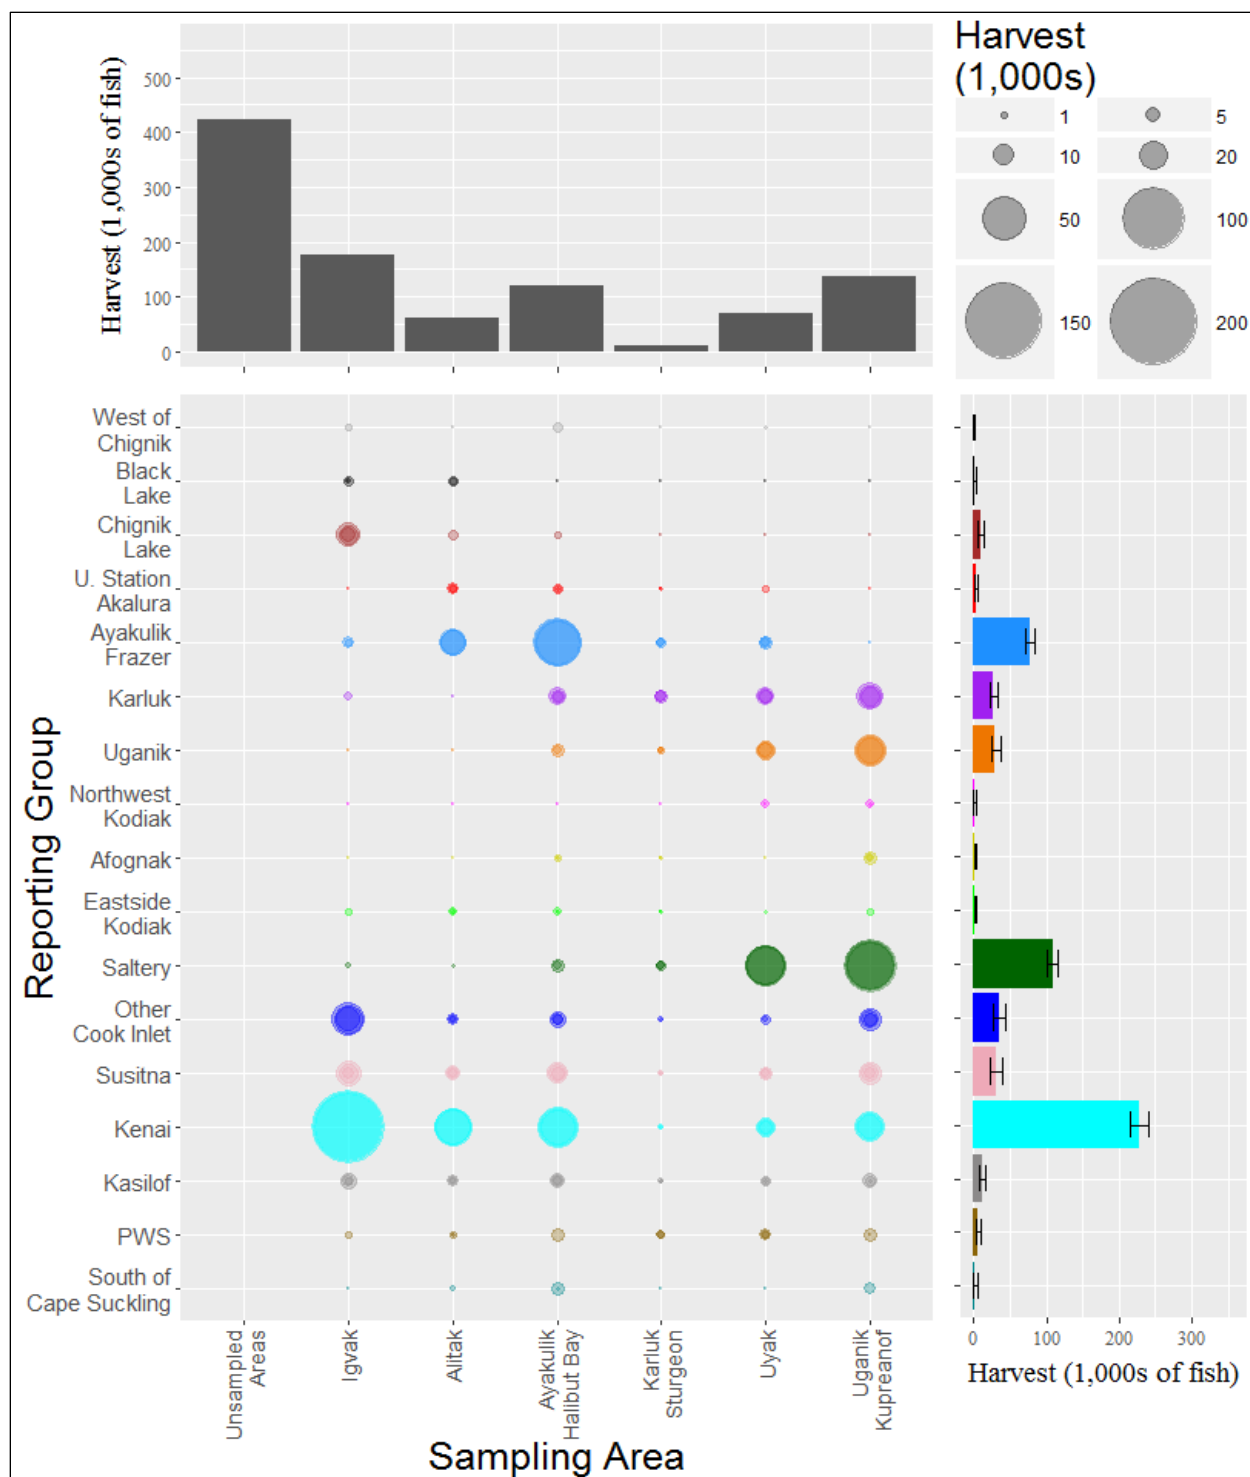 Harvest
(1,000s)
1
5
10
20
50
100
150
200
Harvest (1,000s of fish)
500
400
300
200
100
0
Reporting Group
West of
Chignik
Black
Lake
Chignik
Lake
U. Station
Akalura
Ayakulik
Frazer
Karluk
Uganik
Northwest
Kodiak
Afognak
Eastside
Kodiak
Saltery
Other
Cook Inlet
Susitna
Kenai
Kasilof
PWS
South of
Cape Suckling
Unsampled
Areas
Igvak
Alitak
Ayakulik
Halibut Bay
Karluk
Sturgeon
Uyak
Uganik
Kupreanof
Sampling Area
0
100
200
300
Harvest (1,000s of fish)